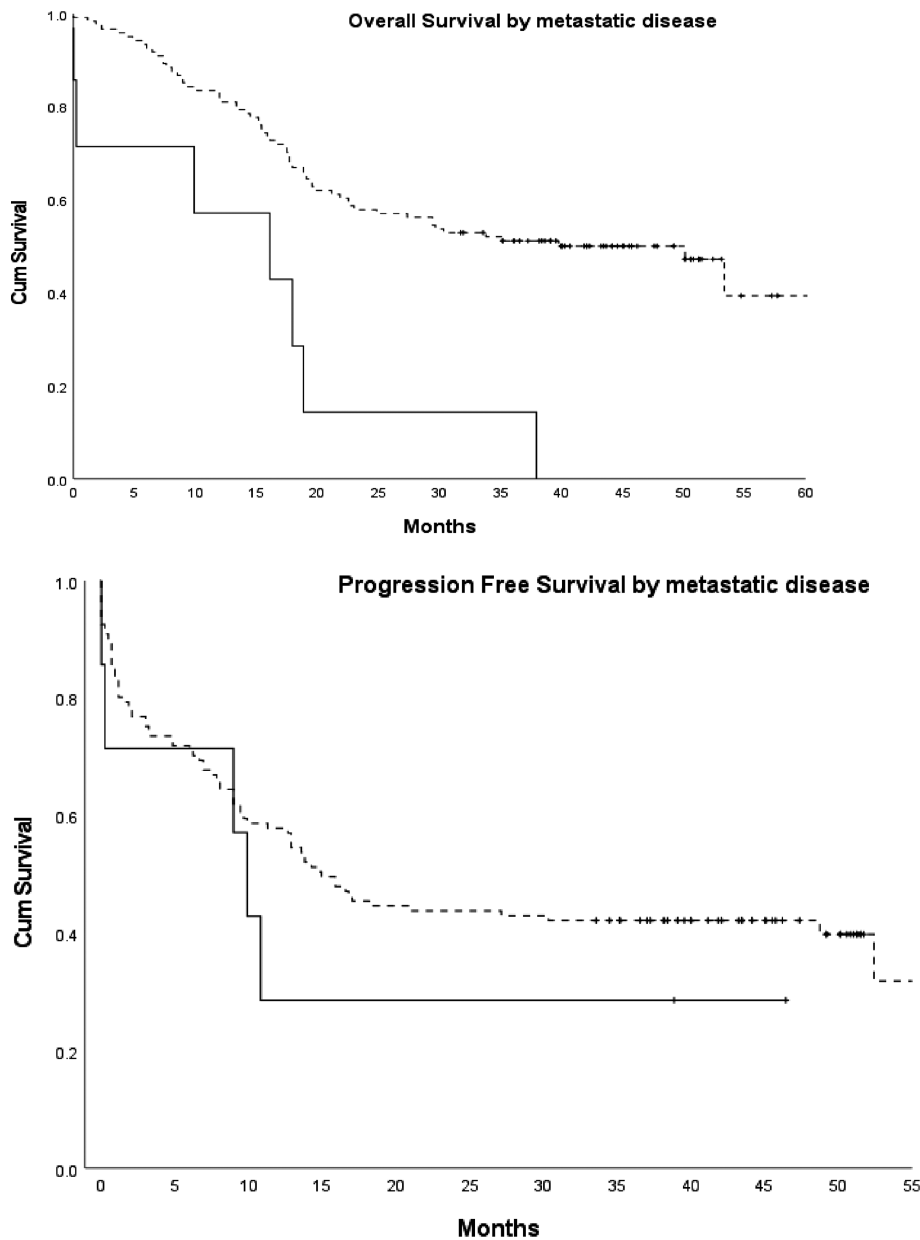 Overall Survival by metastatic disease
1.0
0.8
0.6
0.4
0.2
0.0
Cum Survival
0 5 10 15 20 25 30 35 40 45 50 55 60
Months
Progression Free Survival by metastatic disease
1.0
0.8
0.6
0.4
0.2
0.0
Cum Survival
0 5 10 15 20 25 30 35 40 45 50 55
Months